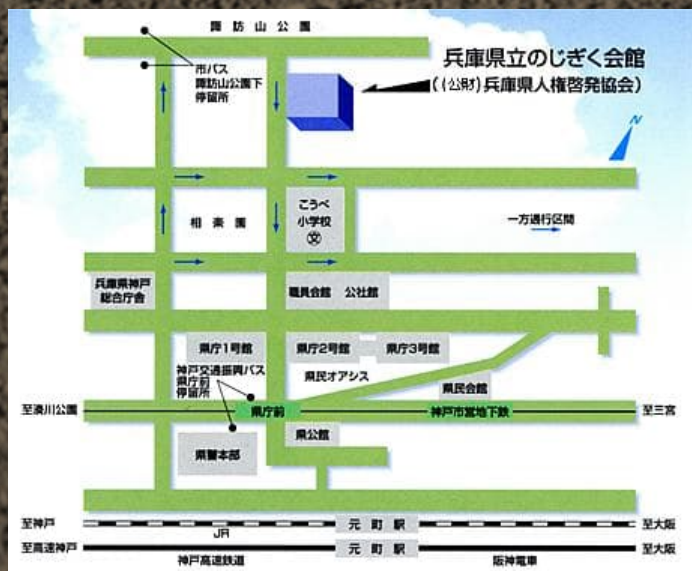 諏訪山公園
兵庫県立のじぎく会館
((公財)兵庫県人権啓発協会)
市バス
諏訪山公園下
停留所
N
こうべ
小学校
文
相楽園
一方通行区間
兵庫県神戸
総合庁舎
職員会館 公社館
県庁1号館
県庁2号館
県庁3号館
神戸交通振興バス
県庁前
停留所
県民オアシス
県民会館
至湊川公園
県庁前
神戸市営地下鉄
至三宮
県公館
県警本部
至神戸
JR
元町駅
至大阪
至高速神戸
神戸高速鉄道
元町駅
阪神電車
至大阪